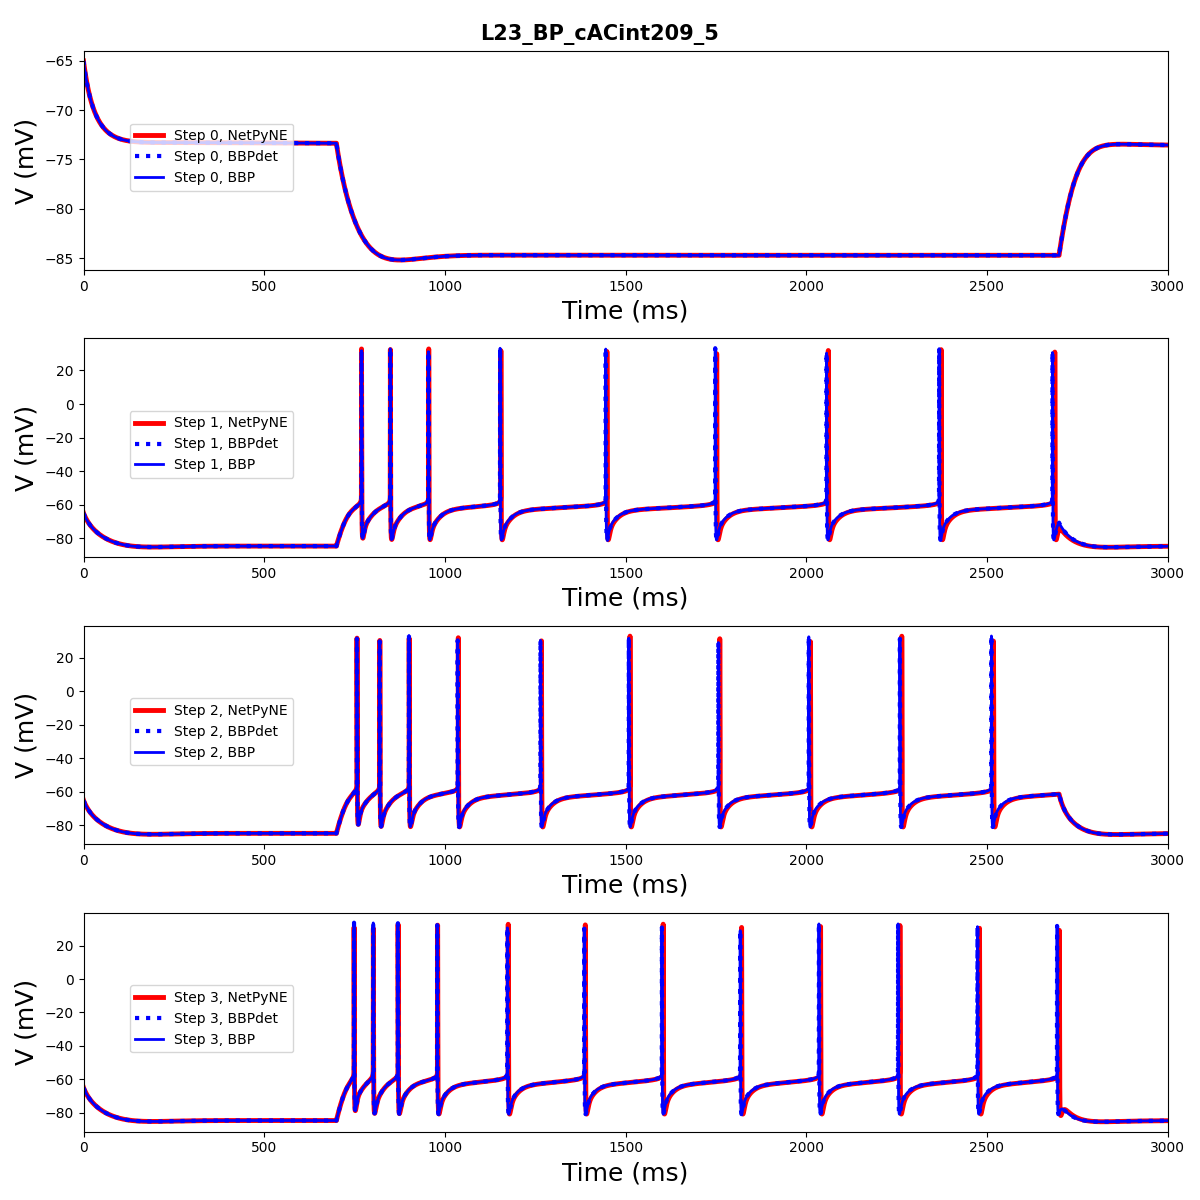 L23_BP_cACint209_5
−65
−70
−75
−80
−85
V (mV)
Step 0, NetPyNE
Step 0, BBPdet
Step 0, BBP
0 500 1000 1500 2000 2500 3000
Time (ms)
20
0
−20
−40
−60
−80
V (mV)
Step 1, NetPyNE
Step 1, BBPdet
Step 1, BBP
0 500 1000 1500 2000 2500 3000
Time (ms)
20
0
−20
−40
−60
−80
V (mV)
Step 2, NetPyNE
Step 2, BBPdet
Step 2, BBP
0 500 1000 1500 2000 2500 3000
Time (ms)
20
0
−20
−40
−60
−80
V (mV)
Step 3, NetPyNE
Step 3, BBPdet
Step 3, BBP
0 500 1000 1500 2000 2500 3000
Time (ms)